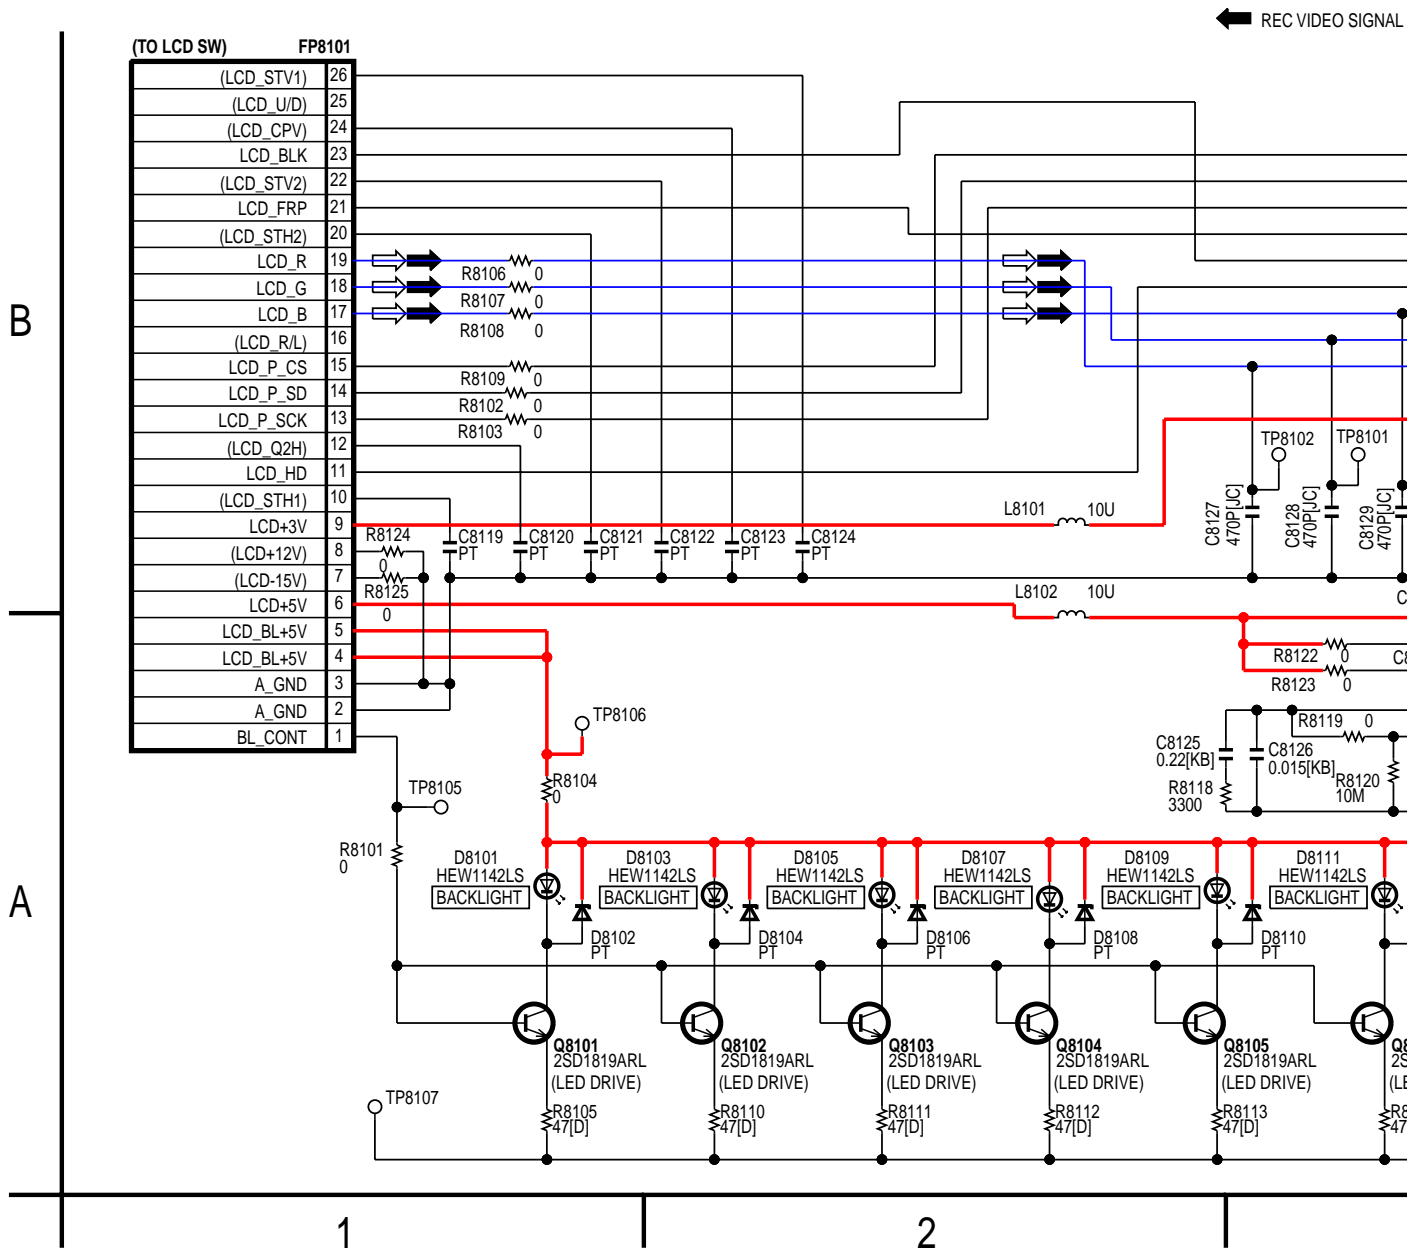 REC VIDEO SIGNAL
(TO LCD SW) FP8101
(LCD_STV1) 26
(LCD_U/D) 25
(LCD_CPV) 24
LCD_BLK 23
(LCD_STV2) 22
LCD_FRP 21
(LCD_STH2) 20
LCD_R 19
LCD_G 18
LCD_B 17
(LCD_R/L) 16
LCD_P_CS 15
LCD_P_SD 14
LCD_P_SCK 13
(LCD_Q2H) 12
LCD_HD 11
(LCD_STH1) 10
LCD+3V 9
(LCD+12V) 8
(LCD-15V) 7
LCD+5V 6
LCD_BL+5V 5
LCD_BL+5V 4
A_GND 3
A_GND 2
BL_CONT 1
R8106 0
R8107 0
R8108 0
R8109 0
R8102 0
R8103 0
B
TP8102 TP8101
C8127 470P[JC]
C8128 470P[JC]
C8129 470P[JC]
L8101 10U
R8124 0
R8125 0
C8119 PT
C8120 PT
C8121 PT
C8122 PT
C8123 PT
C8124 PT
L8102 10U
C
R8122 0
C8
R8123 0
TP8106
R8119 0
C8125 0.22[KB]
C8126 0.015[KB]
R8118 3300
R8120 10M
R8104 0
TP8105
R8101 0
A
D8101 HEW1142LS BACKLIGHT
D8103 HEW1142LS BACKLIGHT
D8105 HEW1142LS BACKLIGHT
D8107 HEW1142LS BACKLIGHT
D8109 HEW1142LS BACKLIGHT
D8111 HEW1142LS BACKLIGHT
D8102 PT
D8104 PT
D8106 PT
D8108 PT
D8110 PT
Q8101 2SD1819ARL (LED DRIVE)
Q8102 2SD1819ARL (LED DRIVE)
Q8103 2SD1819ARL (LED DRIVE)
Q8104 2SD1819ARL (LED DRIVE)
Q8105 2SD1819ARL (LED DRIVE)
TP8107
R8105 47[D]
R8110 47[D]
R8111 47[D]
R8112 47[D]
R8113 47[D]
1 2